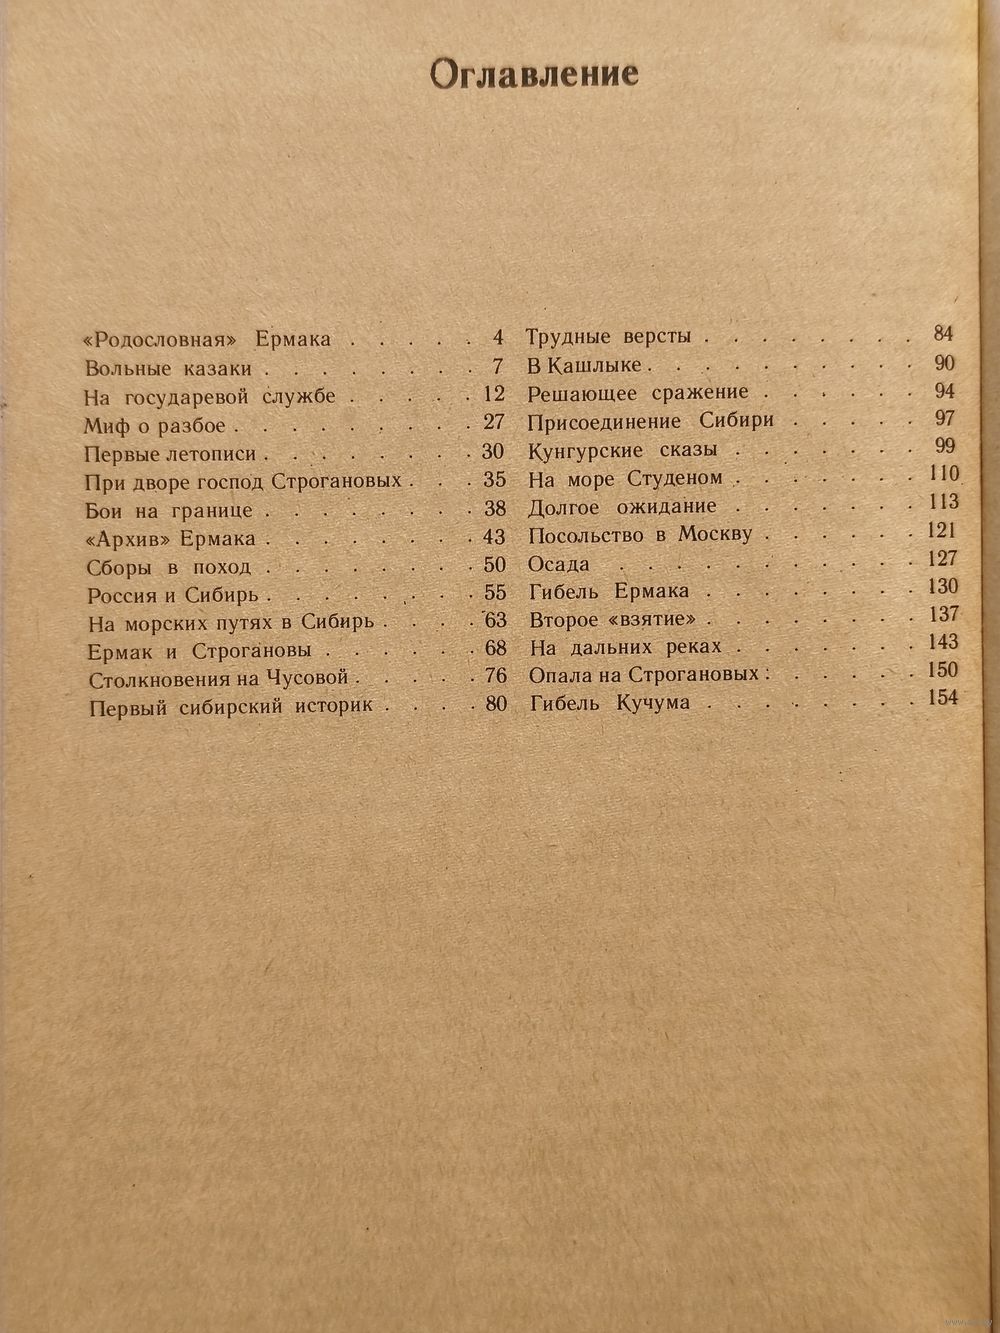 Оглавление
«Родословная» Ермака . . . . . 4
Вольные казаки . . . . . . . . 7
На государевой службе . . . . . 12
Миф о разбое . . . . . . . . . 27
Первые летописи . . . . . . . . 30
При дворе господ Строгановых . . . 35
Бои на границе . . . . . . . . 38
«Архив» Ермака . . . . . . . . 43
Сборы в поход . . . . . . . . 50
Россия и Сибирь . . . . . . . . 55
На морских путях в Сибирь . . . . 63
Ермак и Строгановы . . . . . . 68
Столкновения на Чусовой . . . . . 76
Первый сибирский историк . . . . 80
Трудные версты . . . . . . . . 84
В Кашлыке . . . . . . . . . . 90
Решающее сражение . . . . . . 94
Присоединение Сибири . . . . . 97
Кунгурские сказы . . . . . . . 99
На море Студеном . . . . . . . 110
Долгое ожидание . . . . . . . 113
Посольство в Москву . . . . . . 121
Осада . . . . . . . . . . . 127
Гибель Ермака . . . . . . . . 130
Второе «взятие» . . . . . . . . 137
На дальних реках . . . . . . . 143
Опала на Строгановых : . . . . . 150
Гибель Кучума . . . . . . . . 154